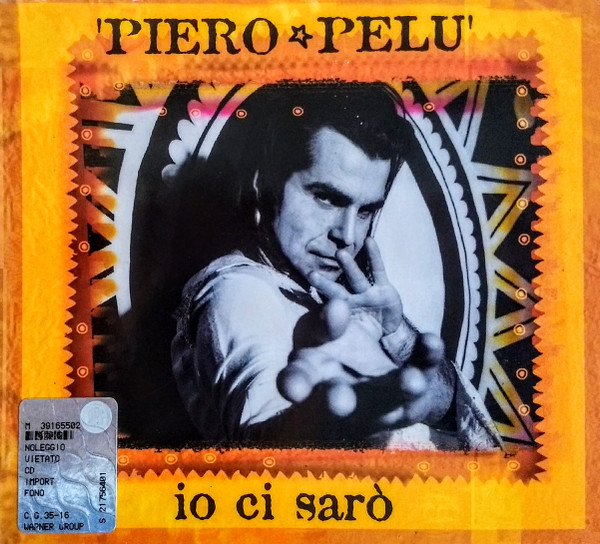 'PIERO ☆ PELU'
io ci sarò
M 39165502
NOLEGGIO
VIETATO
CD
IMPORT
FONO
C.G.35-16
WARNER GROUP
S 21756401